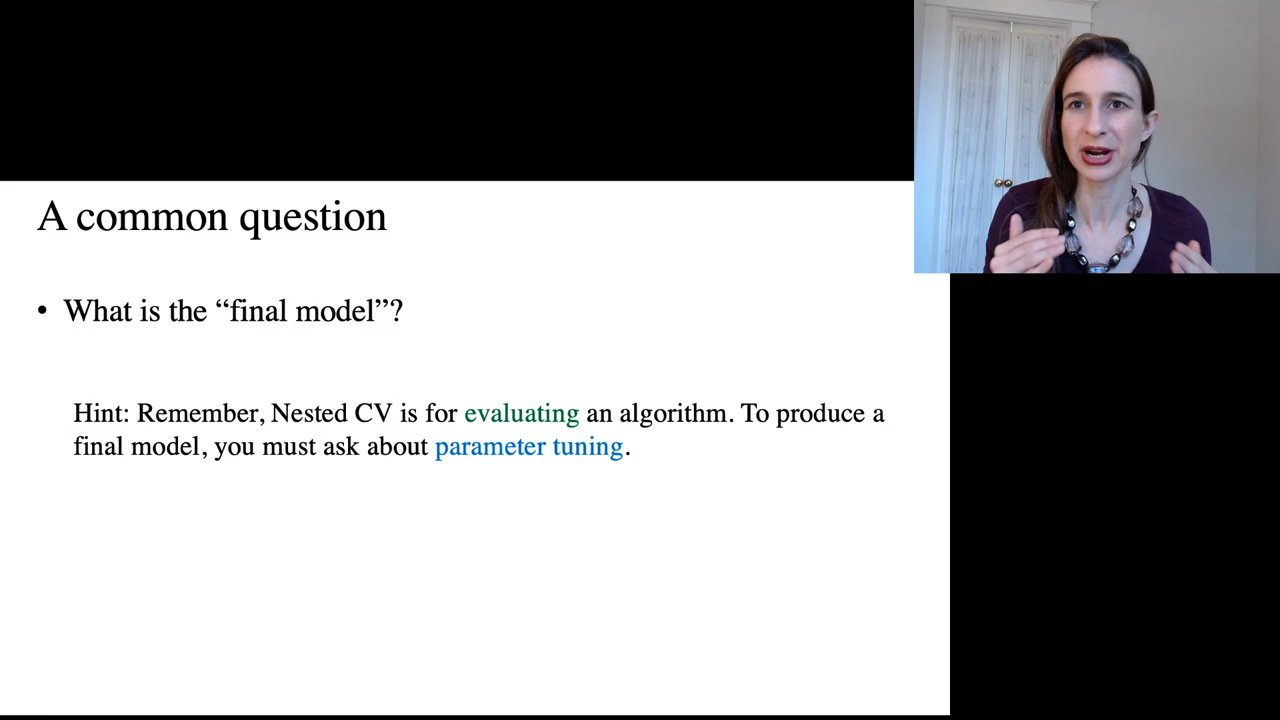 A common question
• What is the “final model”?
Hint: Remember, Nested CV is for evaluating an algorithm. To produce a
final model, you must ask about parameter tuning.